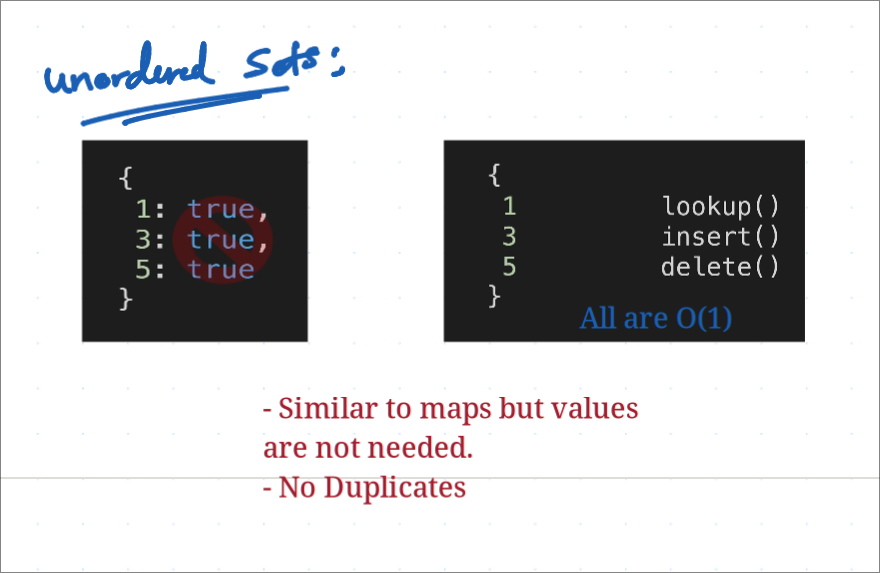 unordered Sets:
{
1: true,
3: true,
5: true
}
{
1 lookup()
3 insert()
5 delete()
}
All are O(1)
- Similar to maps but values
are not needed.
- No Duplicates